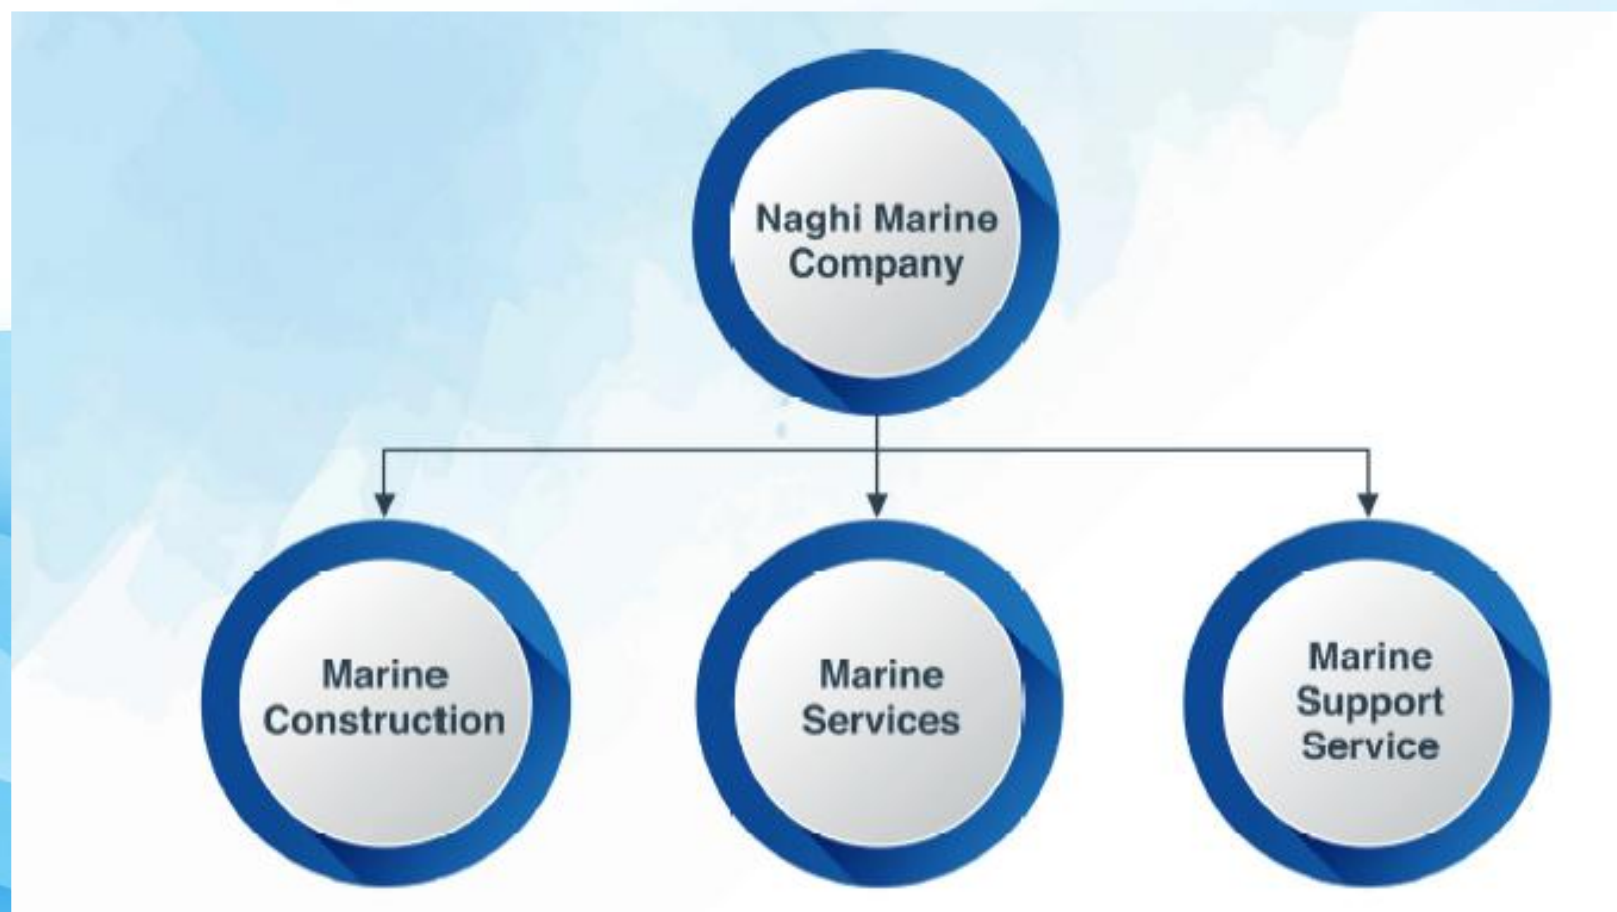 Naghi Marine
Company
Marine
Construction
Marine
Services
Marine
Support
Service